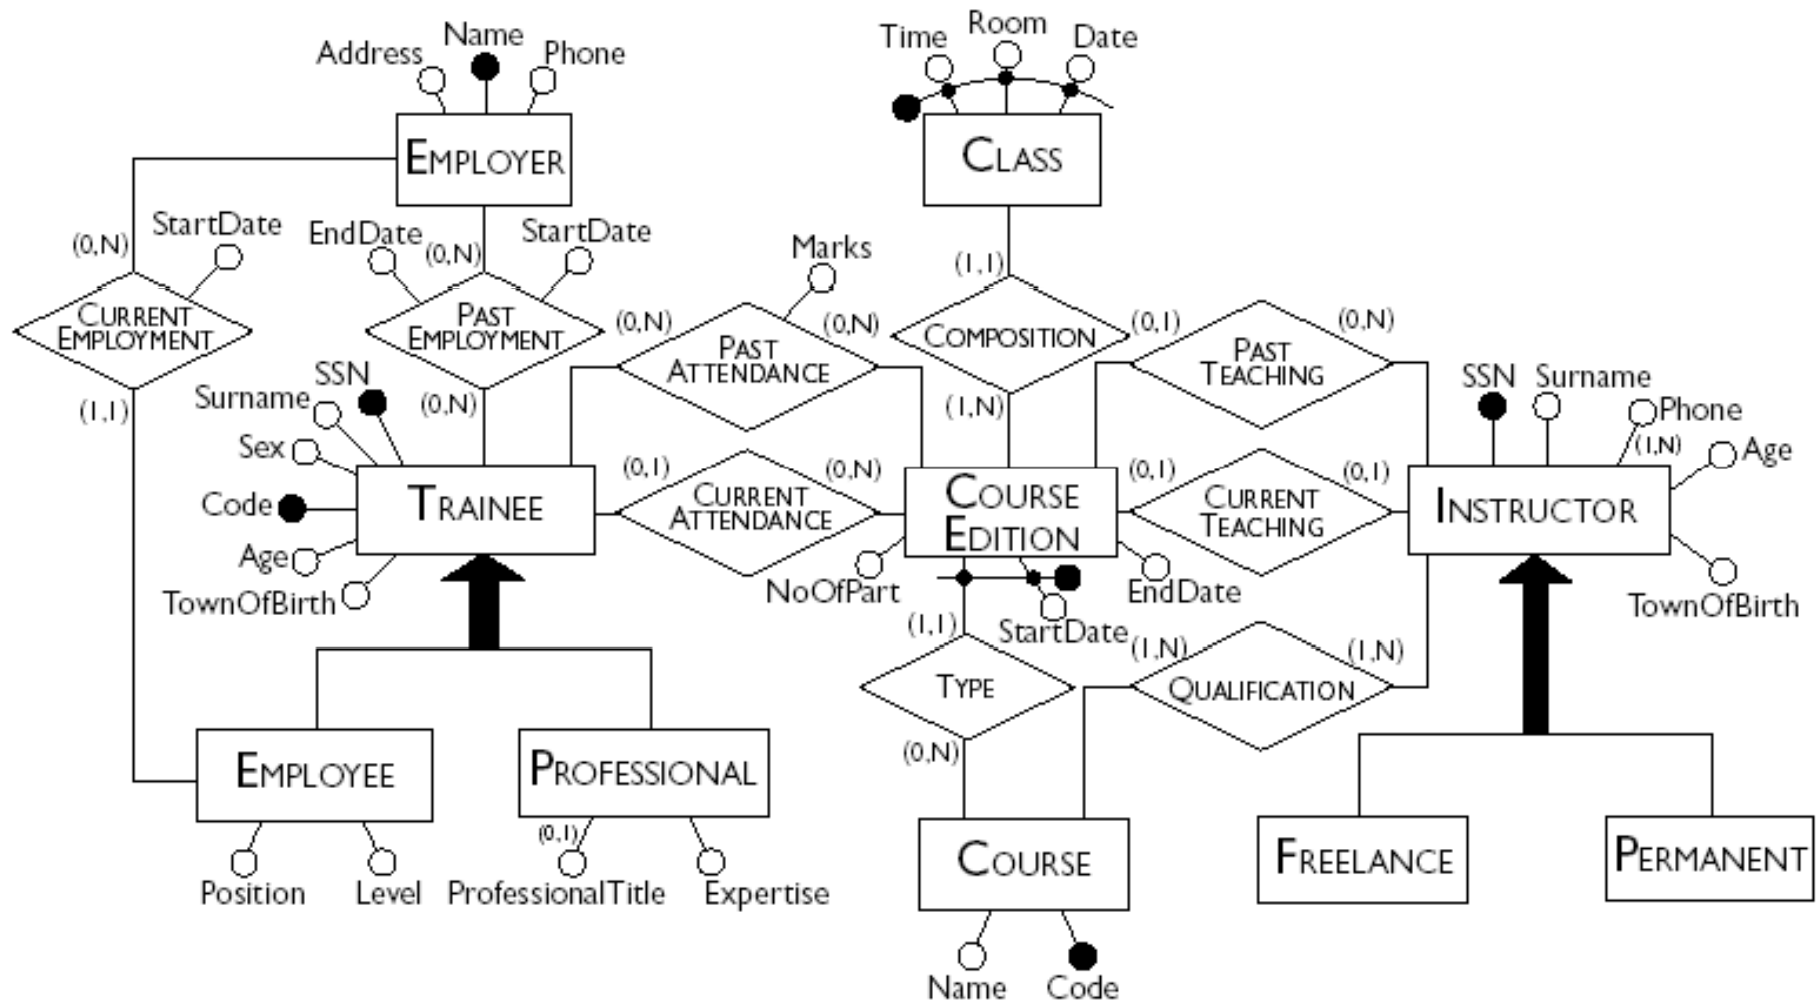 Name
Address
Phone
EMPLOYER
Room
Time
Date
CLASS
(0,N)
StartDate
EndDate
(0,N)
StartDate
Marks
(1,1)
CURRENT
EMPLOYMENT
PAST
EMPLOYMENT
(0,N)
(0,N)
PAST
ATTENDANCE
COMPOSITION
(0,1)
(0,N)
PAST
TEACHING
(1,1)
(0,N)
(1,N)
SSN
Surname
Sex
Code
Age
TownOfBirth
TRAINEE
(0,1)
(0,N)
CURRENT
ATTENDANCE
COURSE
EDITION
NoOfPart
StartDate
EndDate
(0,1)
(0,1)
CURRENT
TEACHING
SSN
Surname
Phone
(1,N)
Age
INSTRUCTOR
TownOfBirth
(1,1)
TYPE
(0,N)
(1,N)
(1,N)
QUALIFICATION
EMPLOYEE
Position
Level
PROFESSIONAL
(0,1)
ProfessionalTitle
Expertise
COURSE
Name
Code
FREELANCE
PERMANENT